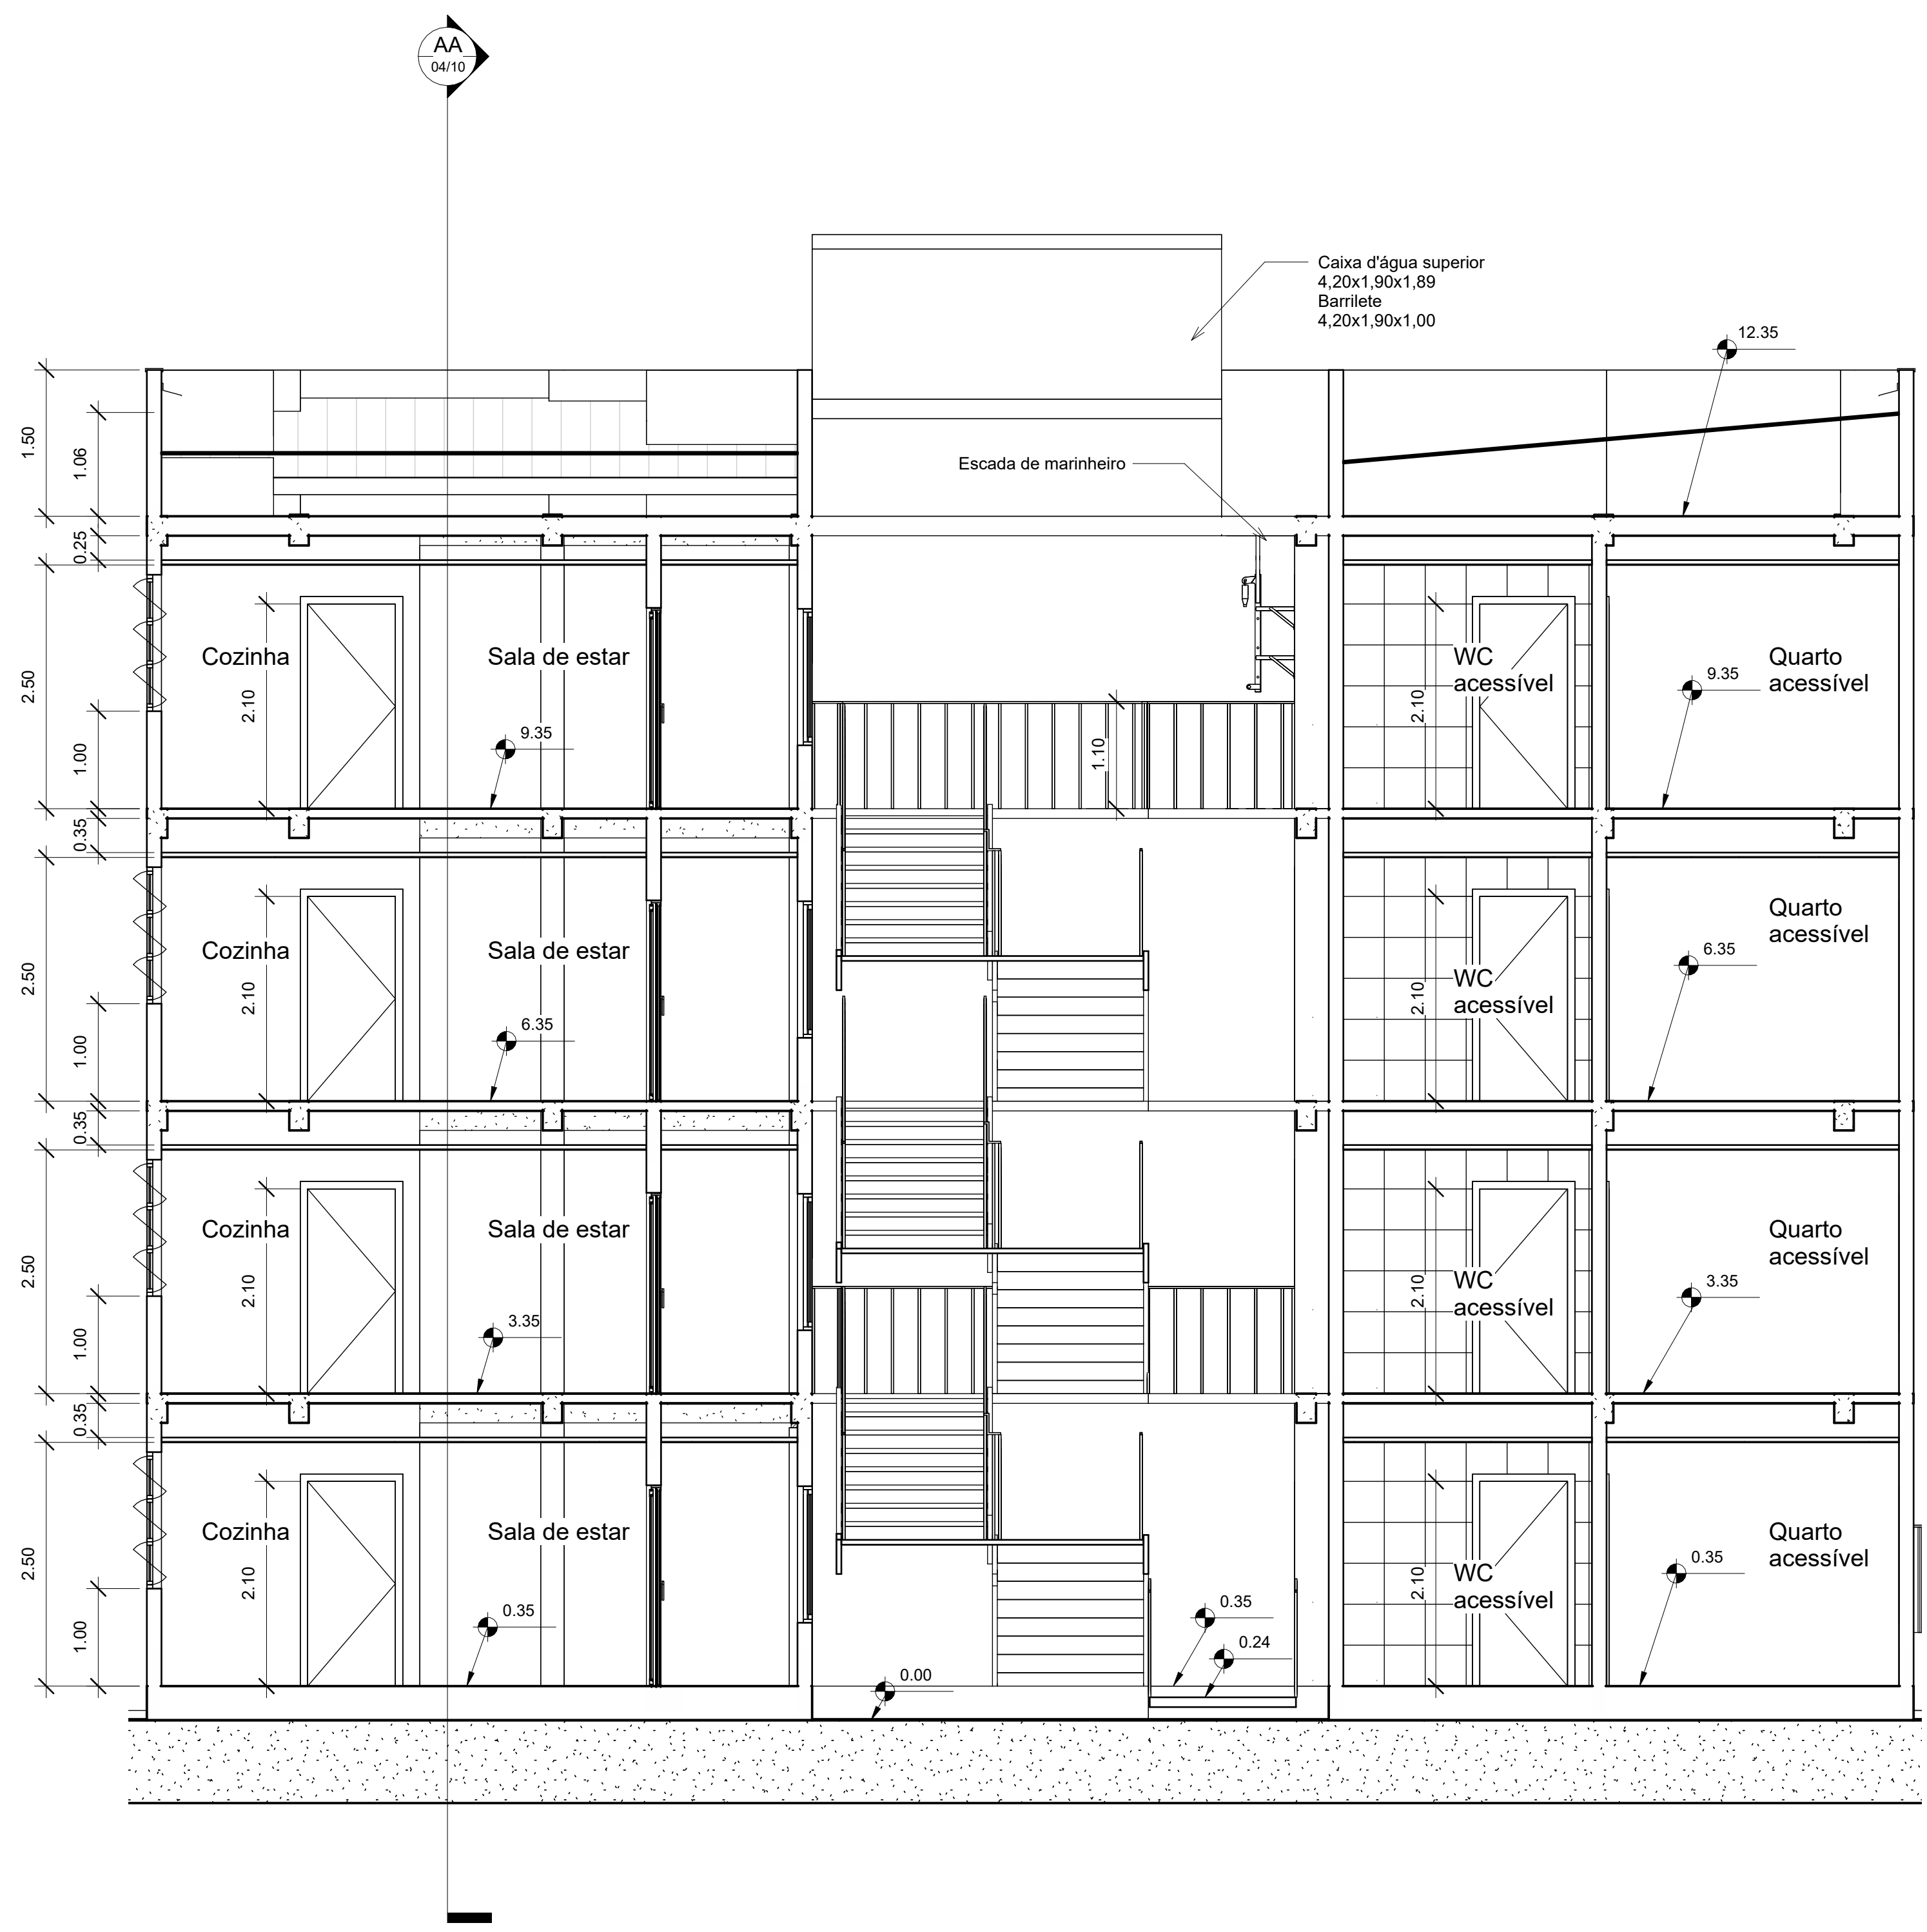 AA
04/10
Caixa d'água superior
4,20x1,90x1,89
Barrilete
4,20x1,90x1,00
12.35
1.50
1.06
Escada de marinheiro
0.25
2.50
1.00
Cozinha
2.10
Sala de estar
9.35
1.10
WC
acessível
2.10
Quarto
acessível
9.35
0.35
2.50
1.00
Cozinha
2.10
Sala de estar
6.35
WC
acessível
2.10
Quarto
acessível
6.35
0.35
2.50
1.00
Cozinha
2.10
Sala de estar
3.35
WC
acessível
2.10
Quarto
acessível
3.35
0.35
2.50
1.00
Cozinha
2.10
Sala de estar
0.35
0.00
0.35
0.24
WC
acessível
2.10
Quarto
acessível
0.35